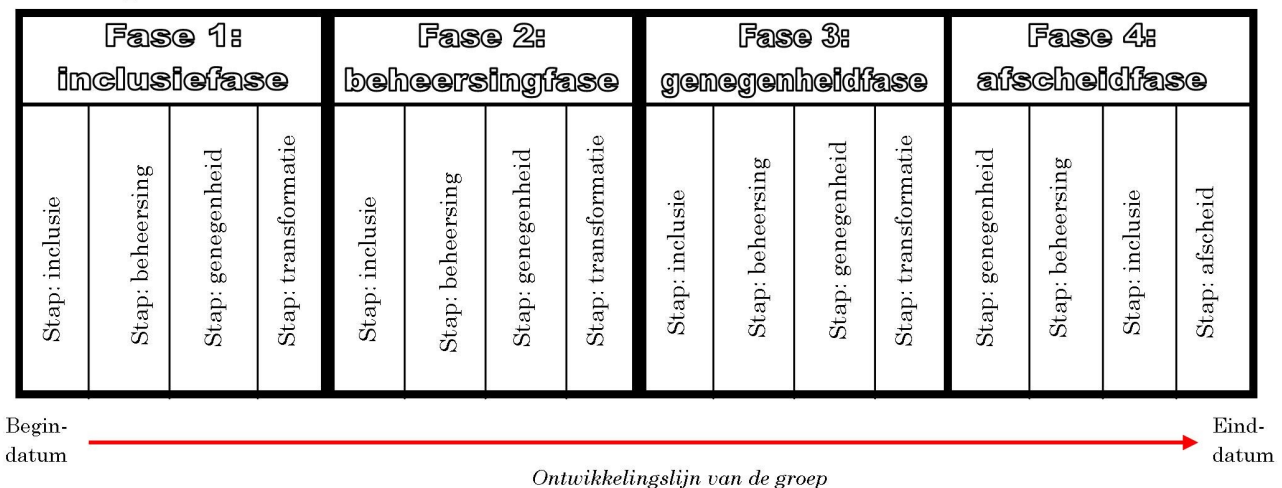 Fase 1:
inclusiefase
Fase 2:
beheersingfase
Fase 3:
genegenheidfase
Fase 4:
afscheidfase
Stap: inclusie
Stap: beheersing
Stap: genegenheid
Stap: transformatie
Stap: inclusie
Stap: beheersing
Stap: genegenheid
Stap: transformatie
Stap: inclusie
Stap: beheersing
Stap: genegenheid
Stap: transformatie
Stap: genegenheid
Stap: beheersing
Stap: inclusie
Stap: afscheid
Begin-
datum
Eind-
datum
Ontwikkelingslijn van de groep